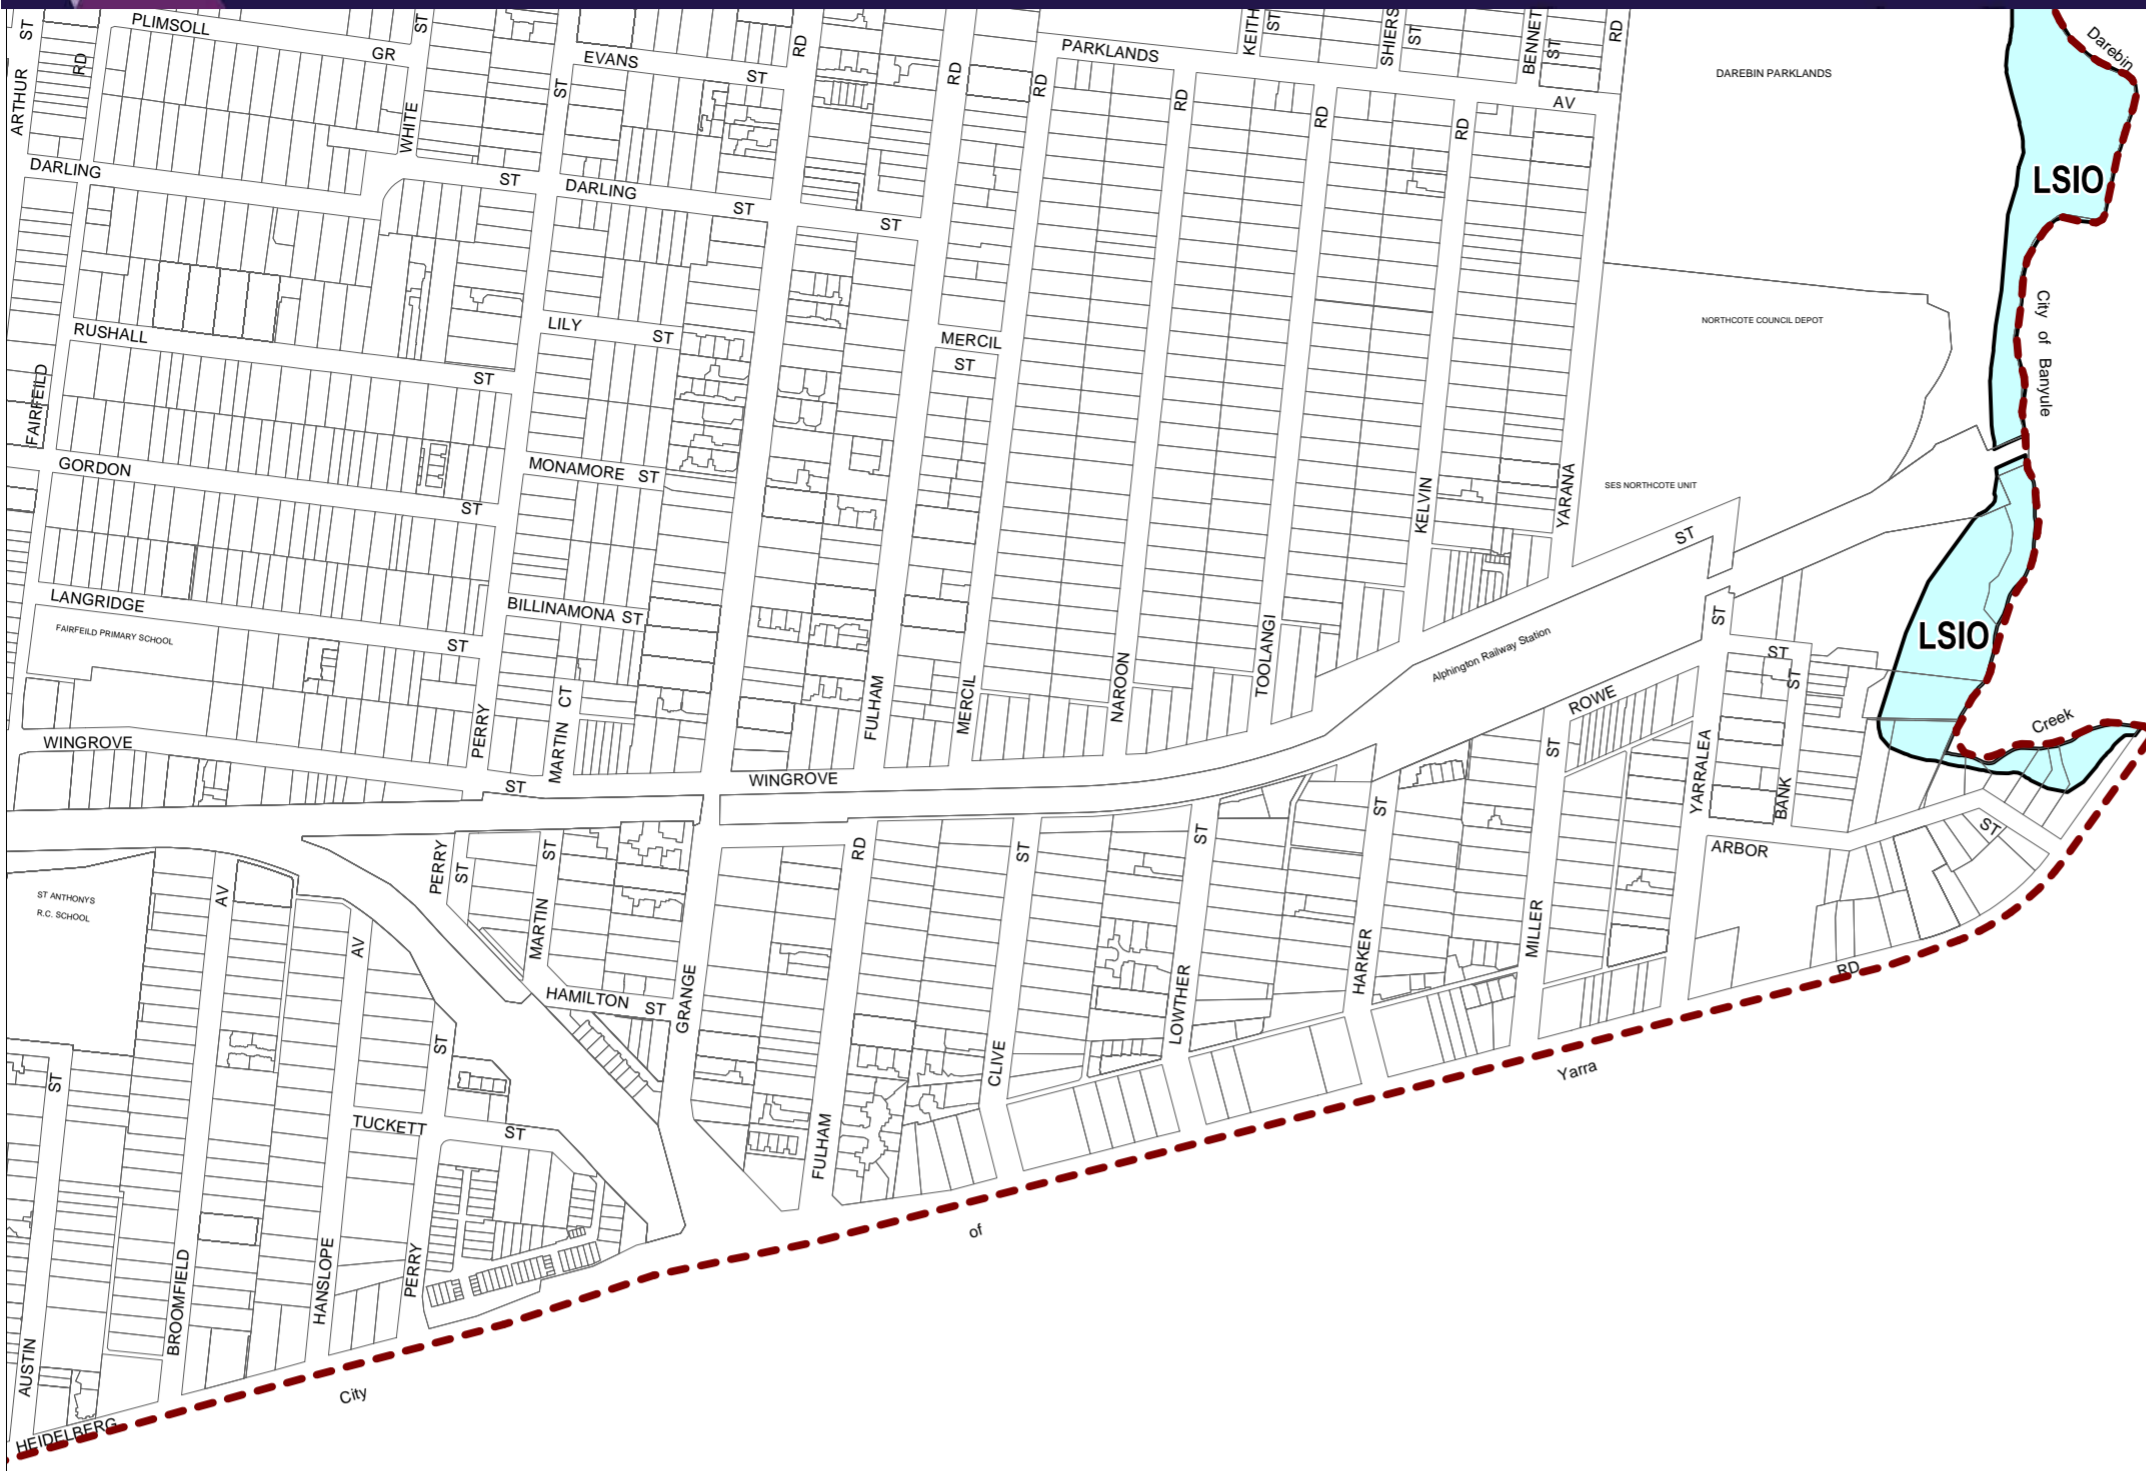 PLIMSOLL
GR
ST
ARTHUR
RD
WHITE
ST
EVANS
ST
ST
RD
RD
RD
PARKLANDS
KEITH
ST
SHIERS
ST
BENNET
ST
RD
AV
DAREBIN PARKLANDS
Darebin
LSIO
DARLING
ST
DARLING
ST
ST
RD
RD
RD
City of Banyule
NORTHCOTE COUNCIL DEPOT
RUSHALL
ST
LILY
ST
MERCIL
ST
FAIRFEILD
GORDON
ST
MONAMORE ST
KELVIN
YARANA
SES NORTHCOTE UNIT
ST
LANGRIDGE
ST
FAIRFEILD PRIMARY SCHOOL
BILLINAMONA ST
Alphington Railway Station
ST
ST
ST
LSIO
PERRY
MARTIN CT
FULHAM
MERCIL
NAROON
TOOLANGI
ROWE
ST
YARRALEA
BANK
Creek
WINGROVE
ST
WINGROVE
ST ANTHONYS
R.C. SCHOOL
AV
AV
PERRY
ST
ST
MARTIN
RD
ST
ST
ST
ARBOR
ST
HAMILTON
ST
GRANGE
LOWTHER
HARKER
MILLER
RD
ST
ST
CLIVE
Yarra
TUCKETT
ST
FULHAM
of
AUSTIN
BROOMFIELD
HANSLOPE
PERRY
City
HEIDELBERG